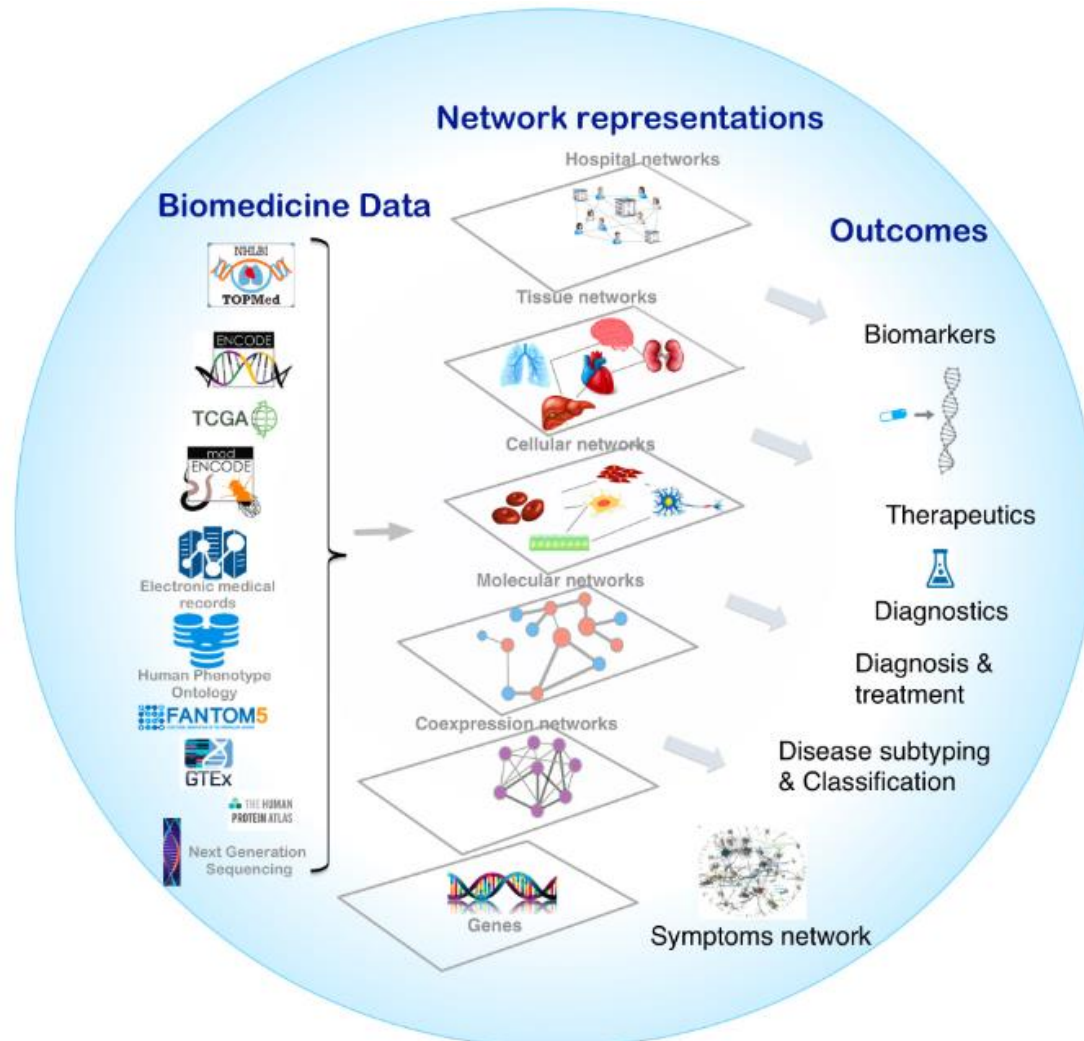 Network representations
Hospital networks
Biomedicine Data
Outcomes
NHLBI
TOPMed
Tissue networks
Biomarkers
ENCODE
TCGA
Cellular networks
mod
ENCODE
Therapeutics
Electronic medical
records
Molecular networks
Diagnostics
Human Phenotype
Ontology
Diagnosis &
treatment
FANTOM5
Coexpression networks
GTEx
Disease subtyping
& Classification
THE HUMAN
PROTEIN ATLAS
Next Generation
Sequencing
Genes
Symptoms network